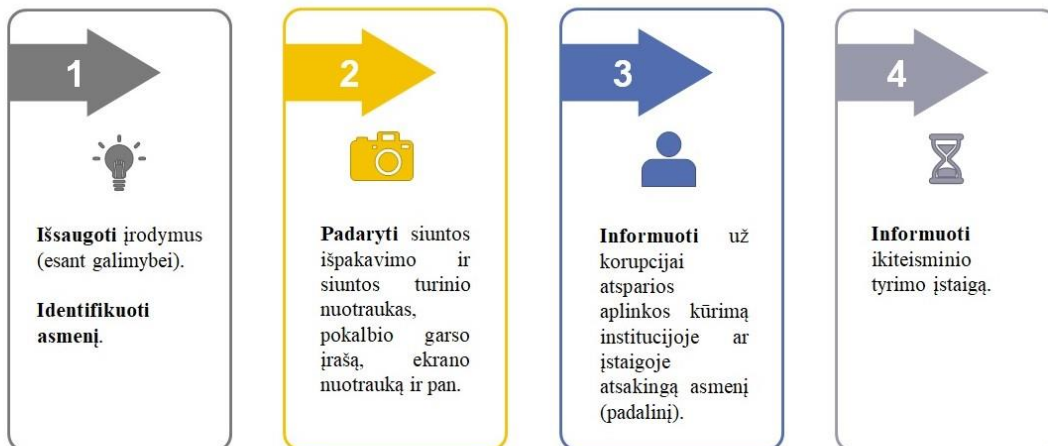 1
Išsaugoti įrodymus
(esant galimybei).
Identifikuoti
asmenį.
2
Padaryti siuntos
išpakavimo ir
siuntos turinio
nuotraukas,
pokalbio garso
įrašą, ekrano
nuotrauką ir pan.
3
Informuoti už
korupcijai
atsparios
aplinkos kūrimą
institucijoje ar
įstaigoje
atsakingą asmenį
(padalinį).
4
Informuoti
ikiteisminio
tyrimo įstaigą.